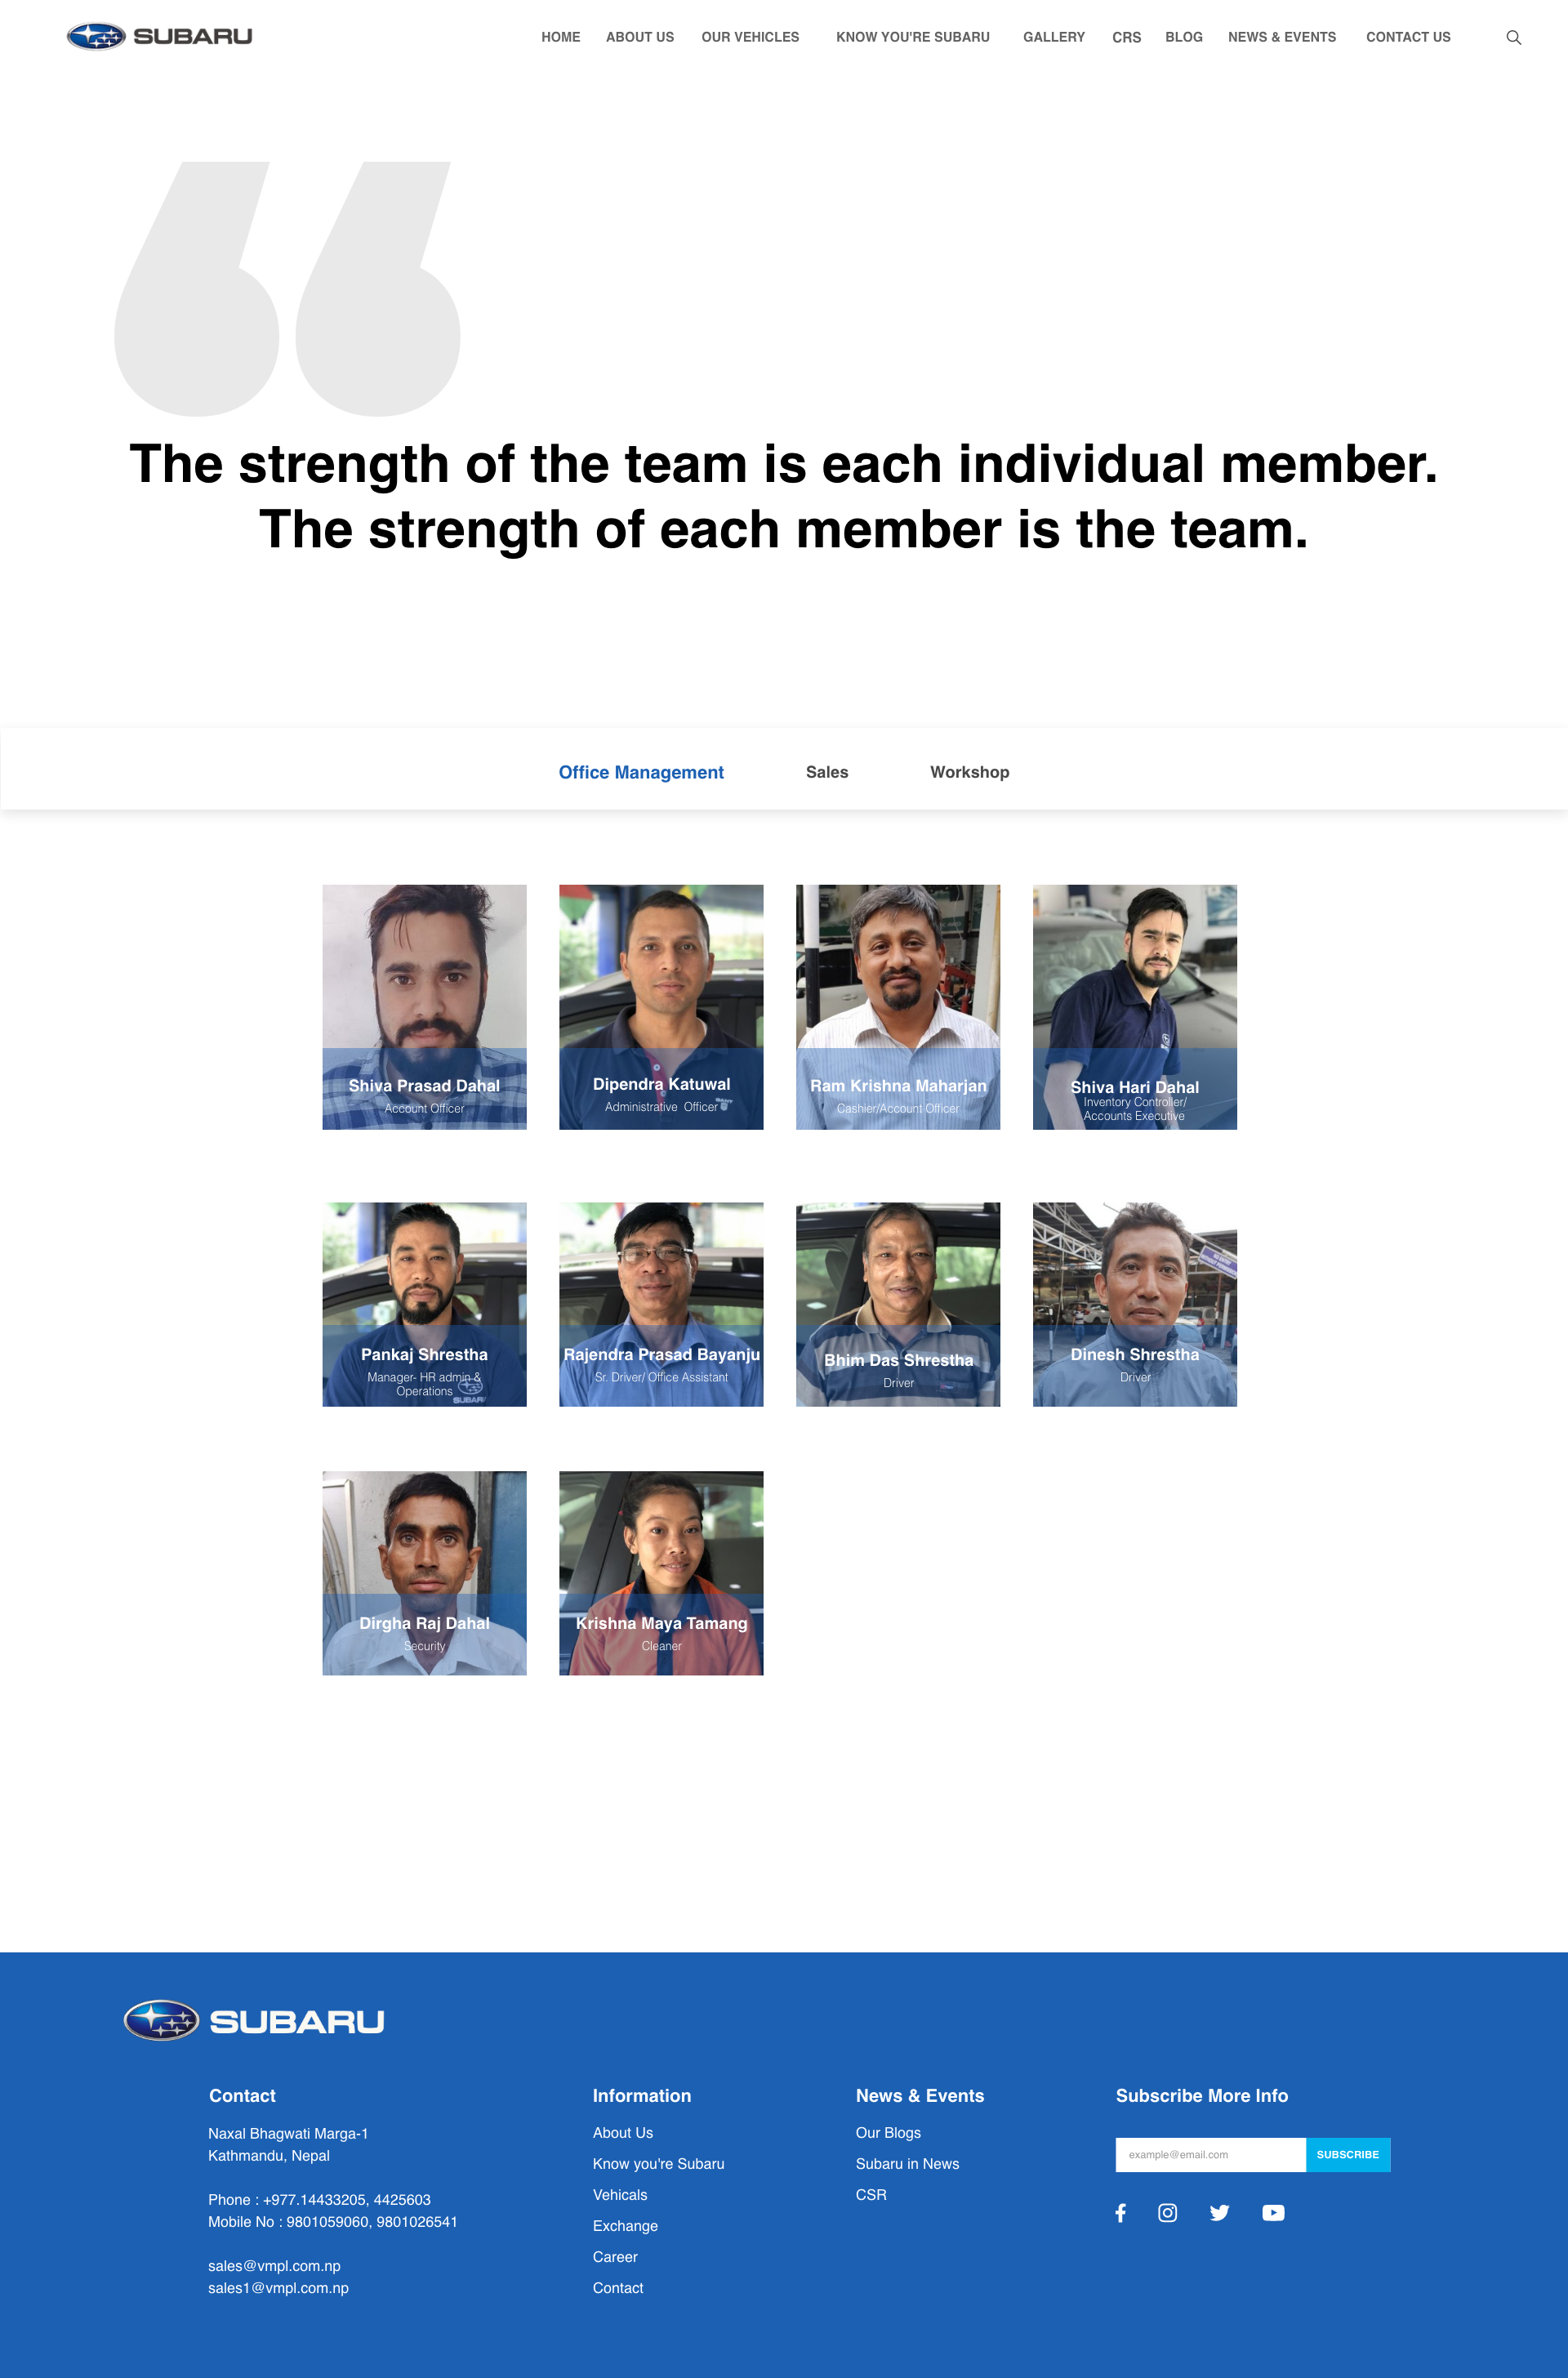 SUBARU
HOME ABOUT US OUR VEHICLES KNOW YOU'RE SUBARU GALLERY CRS BLOG NEWS & EVENTS CONTACT US
The strength of the team is each individual member.
The strength of each member is the team.
Office Management Sales Workshop
Shiva Prasad Dahal
Account Officer
Dipendra Katuwal
Administrative Officer
Ram Krishna Maharjan
Cashier/Account Officer
Shiva Hari Dahal
Inventory Controller/
Accounts Executive
Pankaj Shrestha
Manager- HR admin &
Operations
SUBARU
Rajendra Prasad Bayanju
Sr. Driver/ Office Assistant
Bhim Das Shrestha
Driver
Dinesh Shrestha
Driver
Dirgha Raj Dahal
Security
Krishna Maya Tamang
Cleaner
SUBARU
Contact
Naxal Bhagwati Marga-1
Kathmandu, Nepal
Phone : +977.14433205, 4425603
Mobile No : 9801059060, 9801026541
sales@vmpl.com.np
sales1@vmpl.com.np
Information
About Us
Know you're Subaru
Vehicals
Exchange
Career
Contact
News & Events
Our Blogs
Subaru in News
CSR
Subscribe More Info
example@email.com SUBSCRIBE